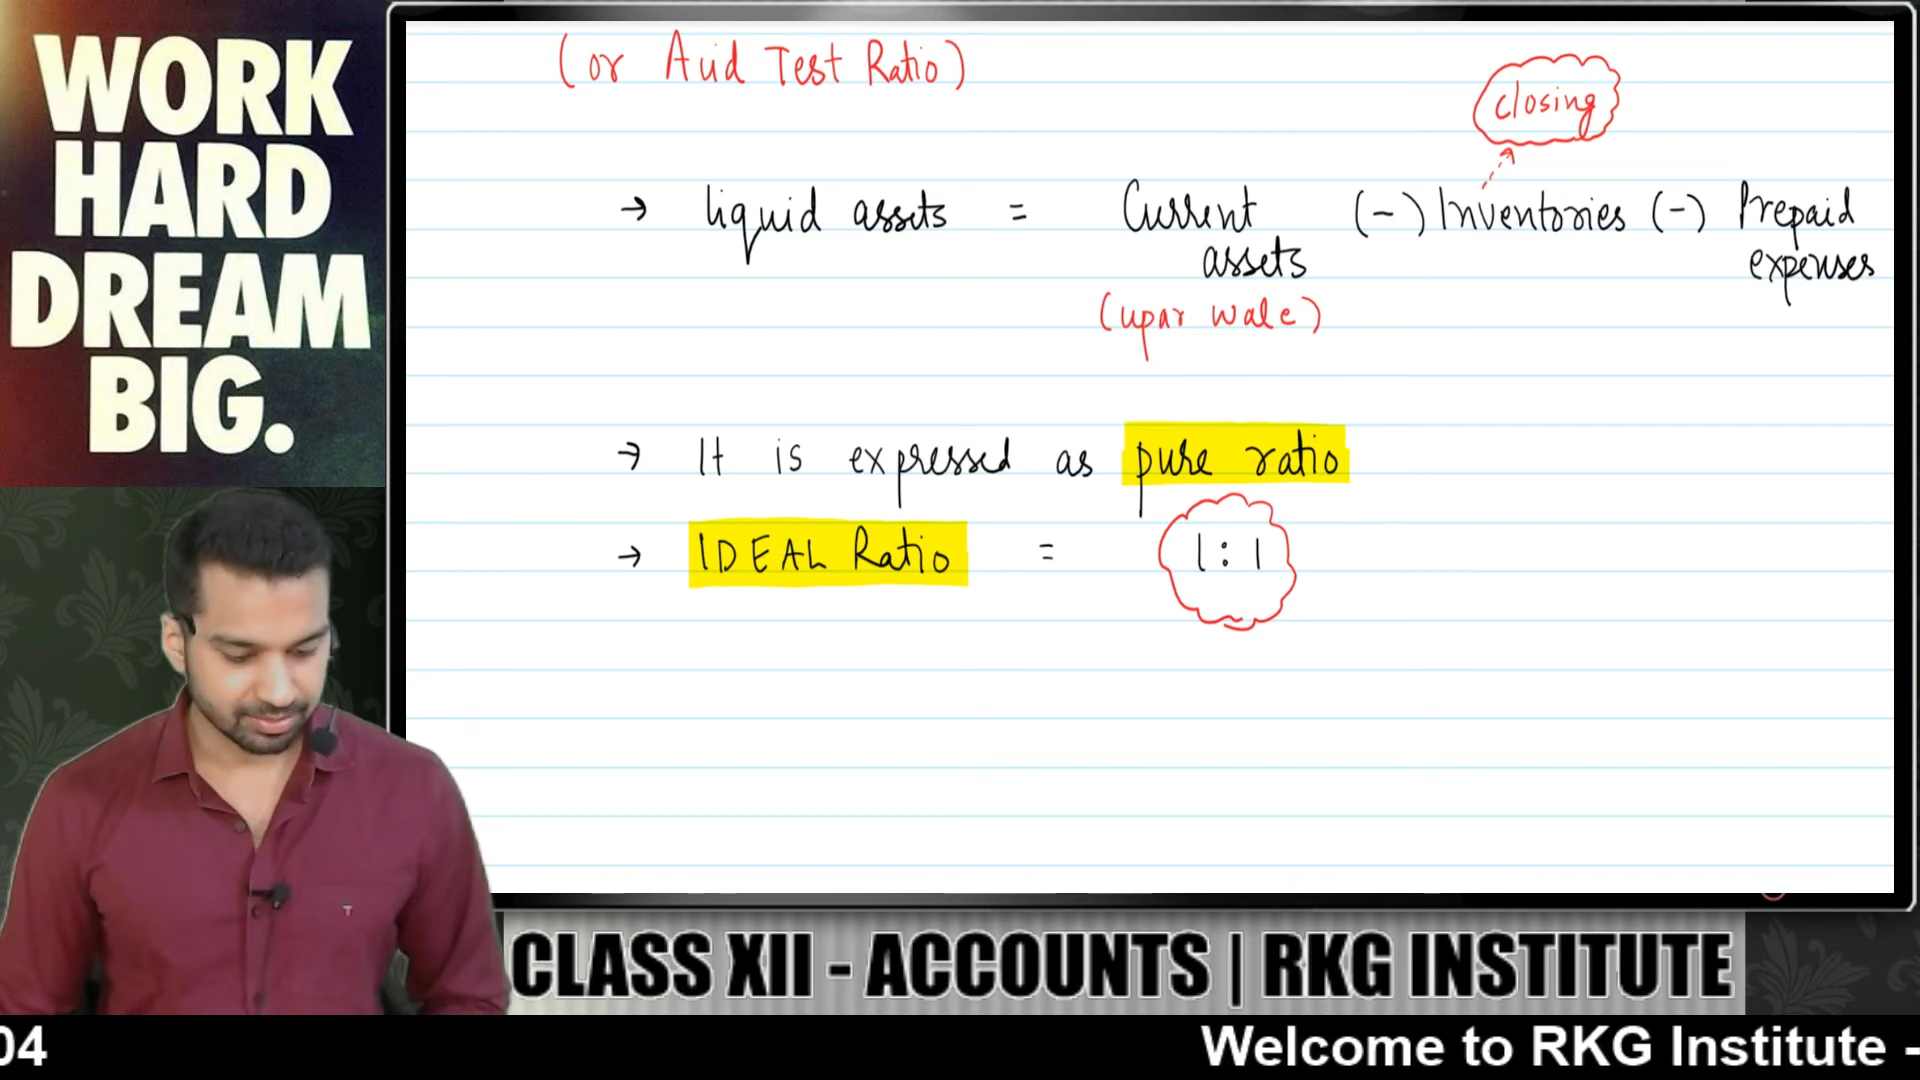 WORK
HARD
DREAM
BIG.
(or Acid Test Ratio)
closing
→ liquid assets = Current assets (-) Inventories (-) Prepaid expenses
(upar wale)
→ It is expressed as pure ratio
→ IDEAL Ratio = 1 : 1
T
CLASS XII - ACCOUNTS | RKG INSTITUTE
04
Welcome to RKG Institute -